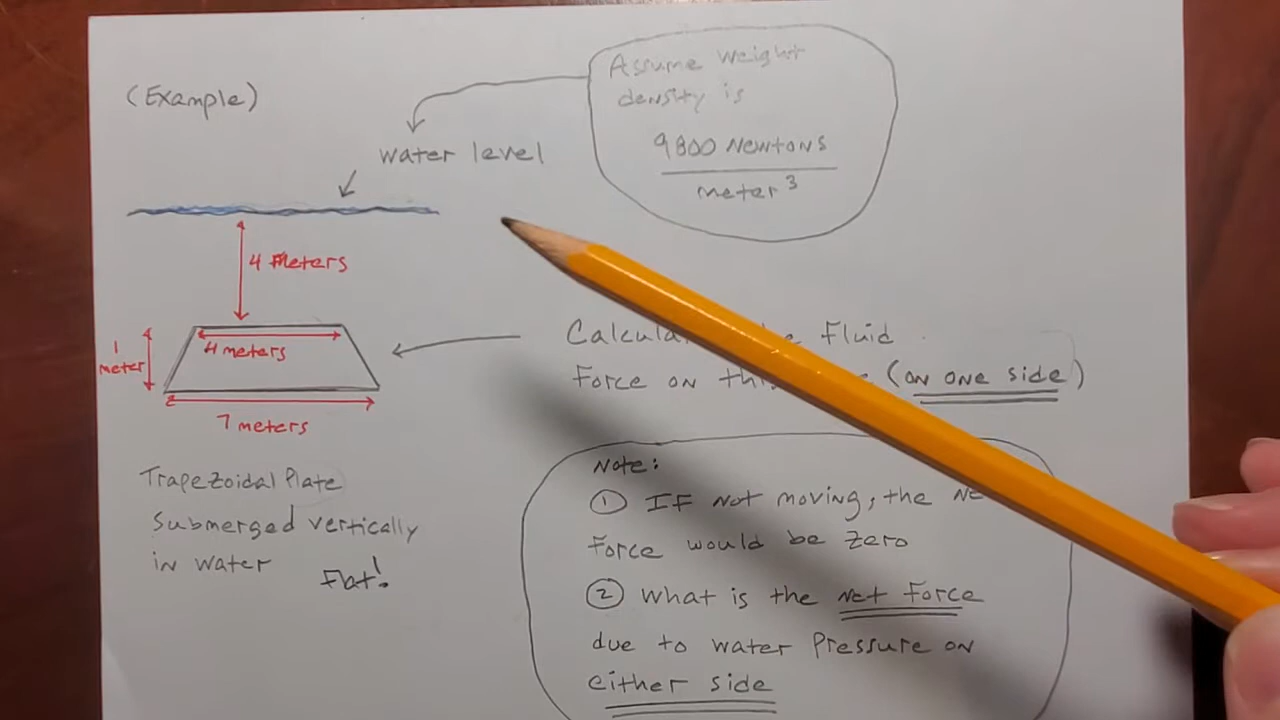 (Example)
Assume weight
density is
9800 Newtons
meter³
water level
4 meters
1
meter
4 meters
7 meters
Calcula e Fluid
Force on th (on one side)
Trapezoidal Plate
submerged vertically
in water
Flat!
Note:
① If not moving, the Ne
Force would be zero
② What is the net force
due to water Pressure on
either side